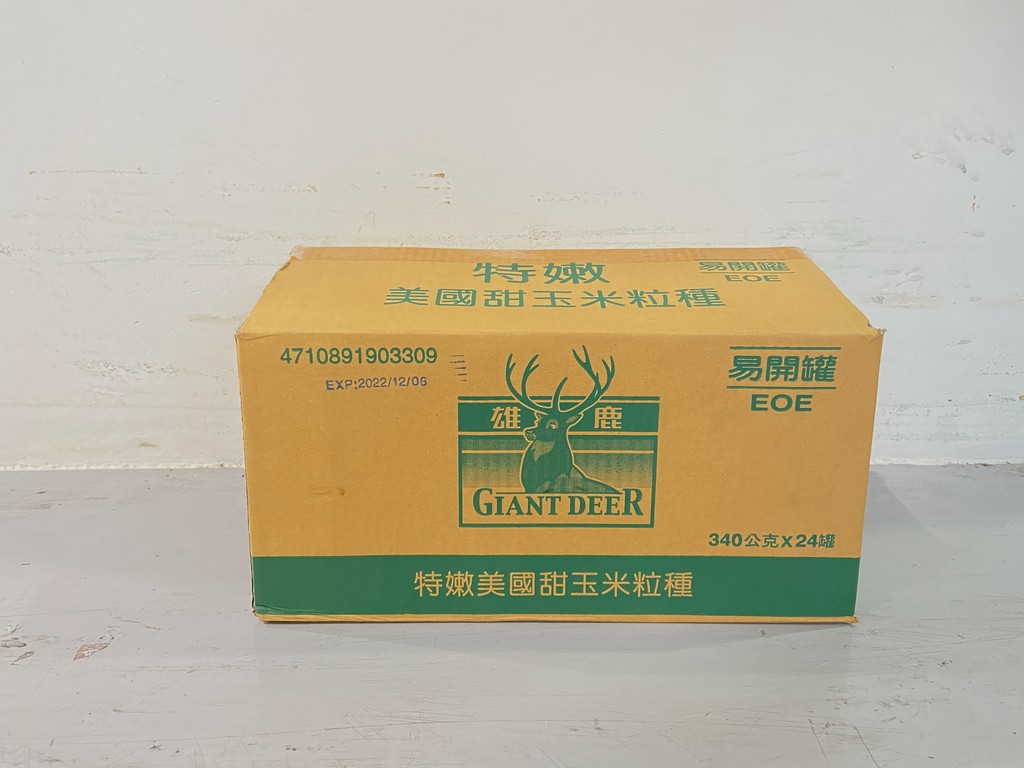 特嫩
易開罐
EOE
美國甜玉米粒種
4710891903309
EXP:2022/12/06
易開罐
EOE
雄鹿
GIANT DEER
340公克x24罐
特嫩美國甜玉米粒種